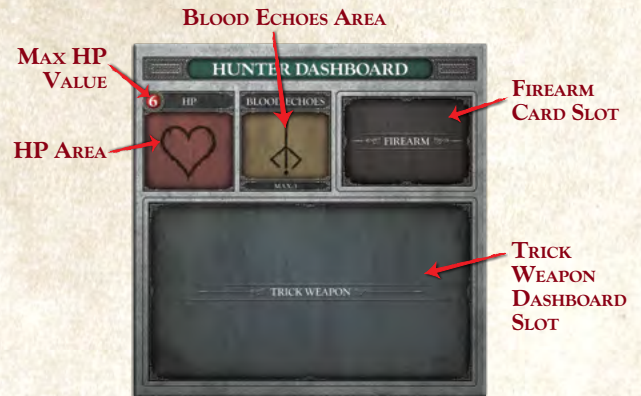 BLOOD ECHOES AREA
MAX HP
VALUE
HUNTER DASHBOARD
6 HP
BLOOD ECHOES
FIREARM
CARD SLOT
HP AREA
FIREARM
MAX: 3
TRICK
WEAPON
DASHBOARD
SLOT
TRICK WEAPON